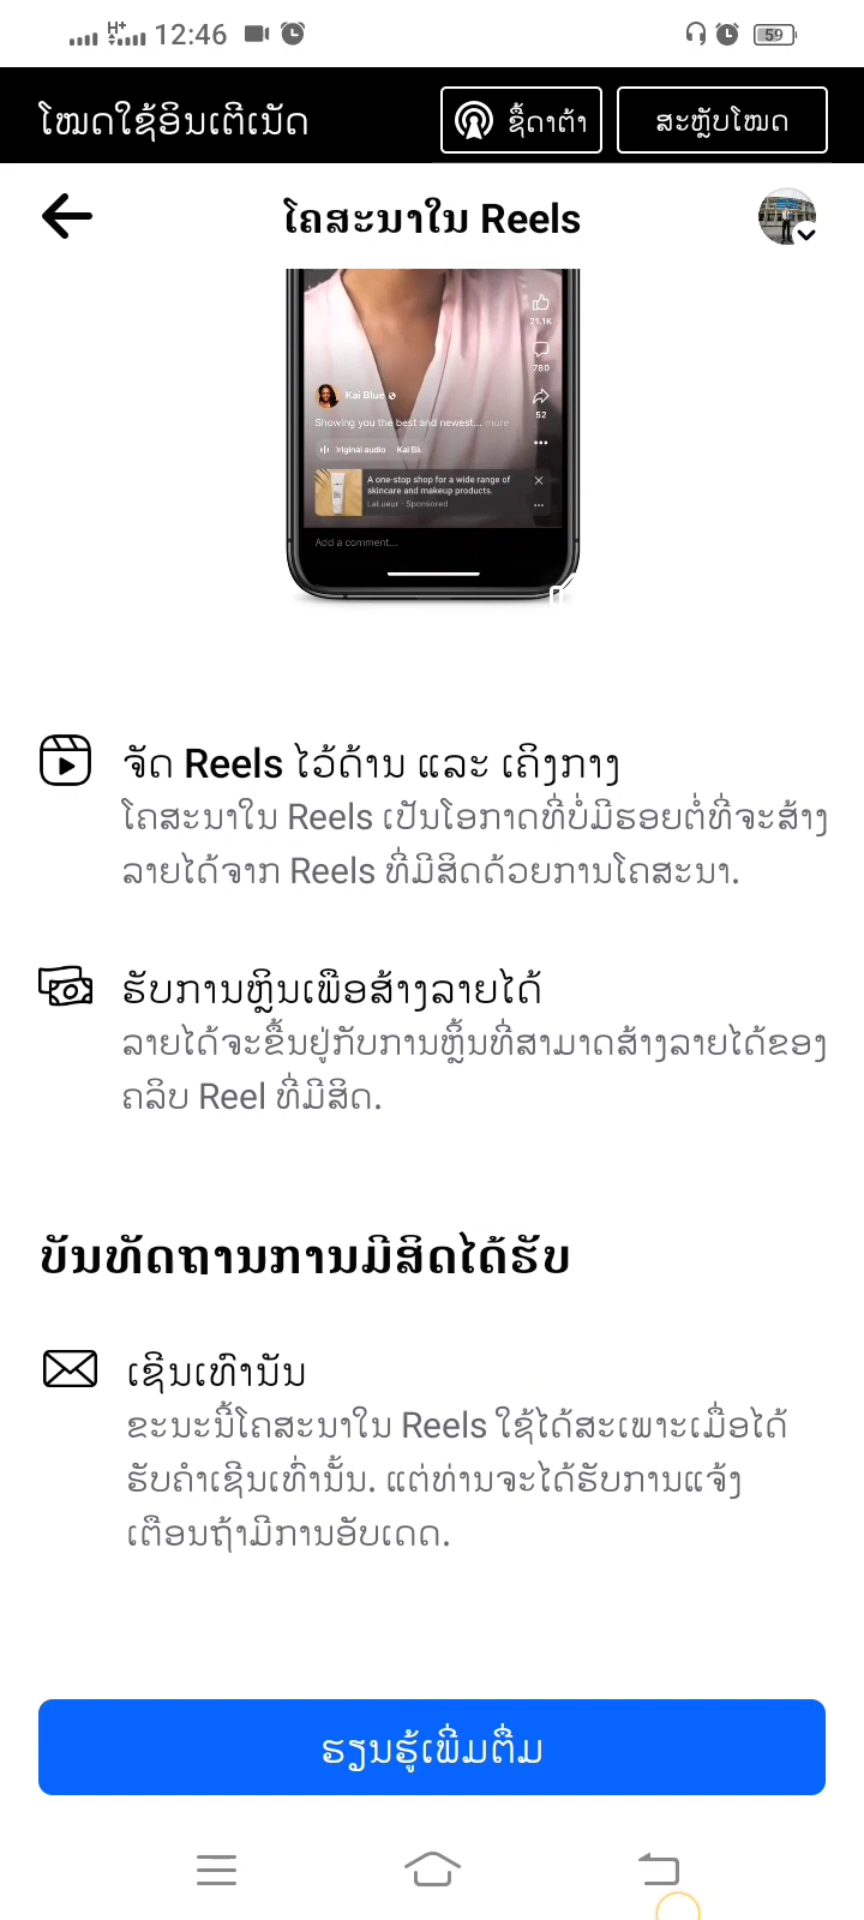 H+ 12:46 59
ໂໝດໃຊ້ອິນເຕີເນັດ ຊື້ດາຕ້າ ສະຫຼັບໂໝດ
ໂຄສະນາໃນ Reels
21.1K
780
Kai Blue
52
Showing you the best and newest... more
Original audio Kai Bl
A one-stop shop for a wide range of
skincare and makeup products.
LaLueur · Sponsored
Add a comment...
ຈັດ Reels ໄວ້ດ້ານ ແລະ ເຄິ່ງກາງ
ໂຄສະນາໃນ Reels ເປັນໂອກາດທີ່ບໍ່ມີຮອຍຕໍ່ທີ່ຈະສ້າງ
ລາຍໄດ້ຈາກ Reels ທີ່ມີສິດດ້ວຍການໂຄສະນາ.
ຮັບການຫຼິ້ນເພື່ອສ້າງລາຍໄດ້
ລາຍໄດ້ຈະຂຶ້ນຢູ່ກັບການຫຼິ້ນທີ່ສາມາດສ້າງລາຍໄດ້ຂອງ
ຄລິບ Reel ທີ່ມີສິດ.
ບັນທັດຖານການມີສິດໄດ້ຮັບ
ເຊີນເທົ່ານັ້ນ
ຂະນະນີ້ໂຄສະນາໃນ Reels ໃຊ້ໄດ້ສະເພາະເມື່ອໄດ້
ຮັບຄຳເຊີນເທົ່ານັ້ນ. ແຕ່ທ່ານຈະໄດ້ຮັບການແຈ້ງ
ເຕືອນຖ້າມີການອັບເດດ.
ຮຽນຮູ້ເພີ່ມຕື່ມ